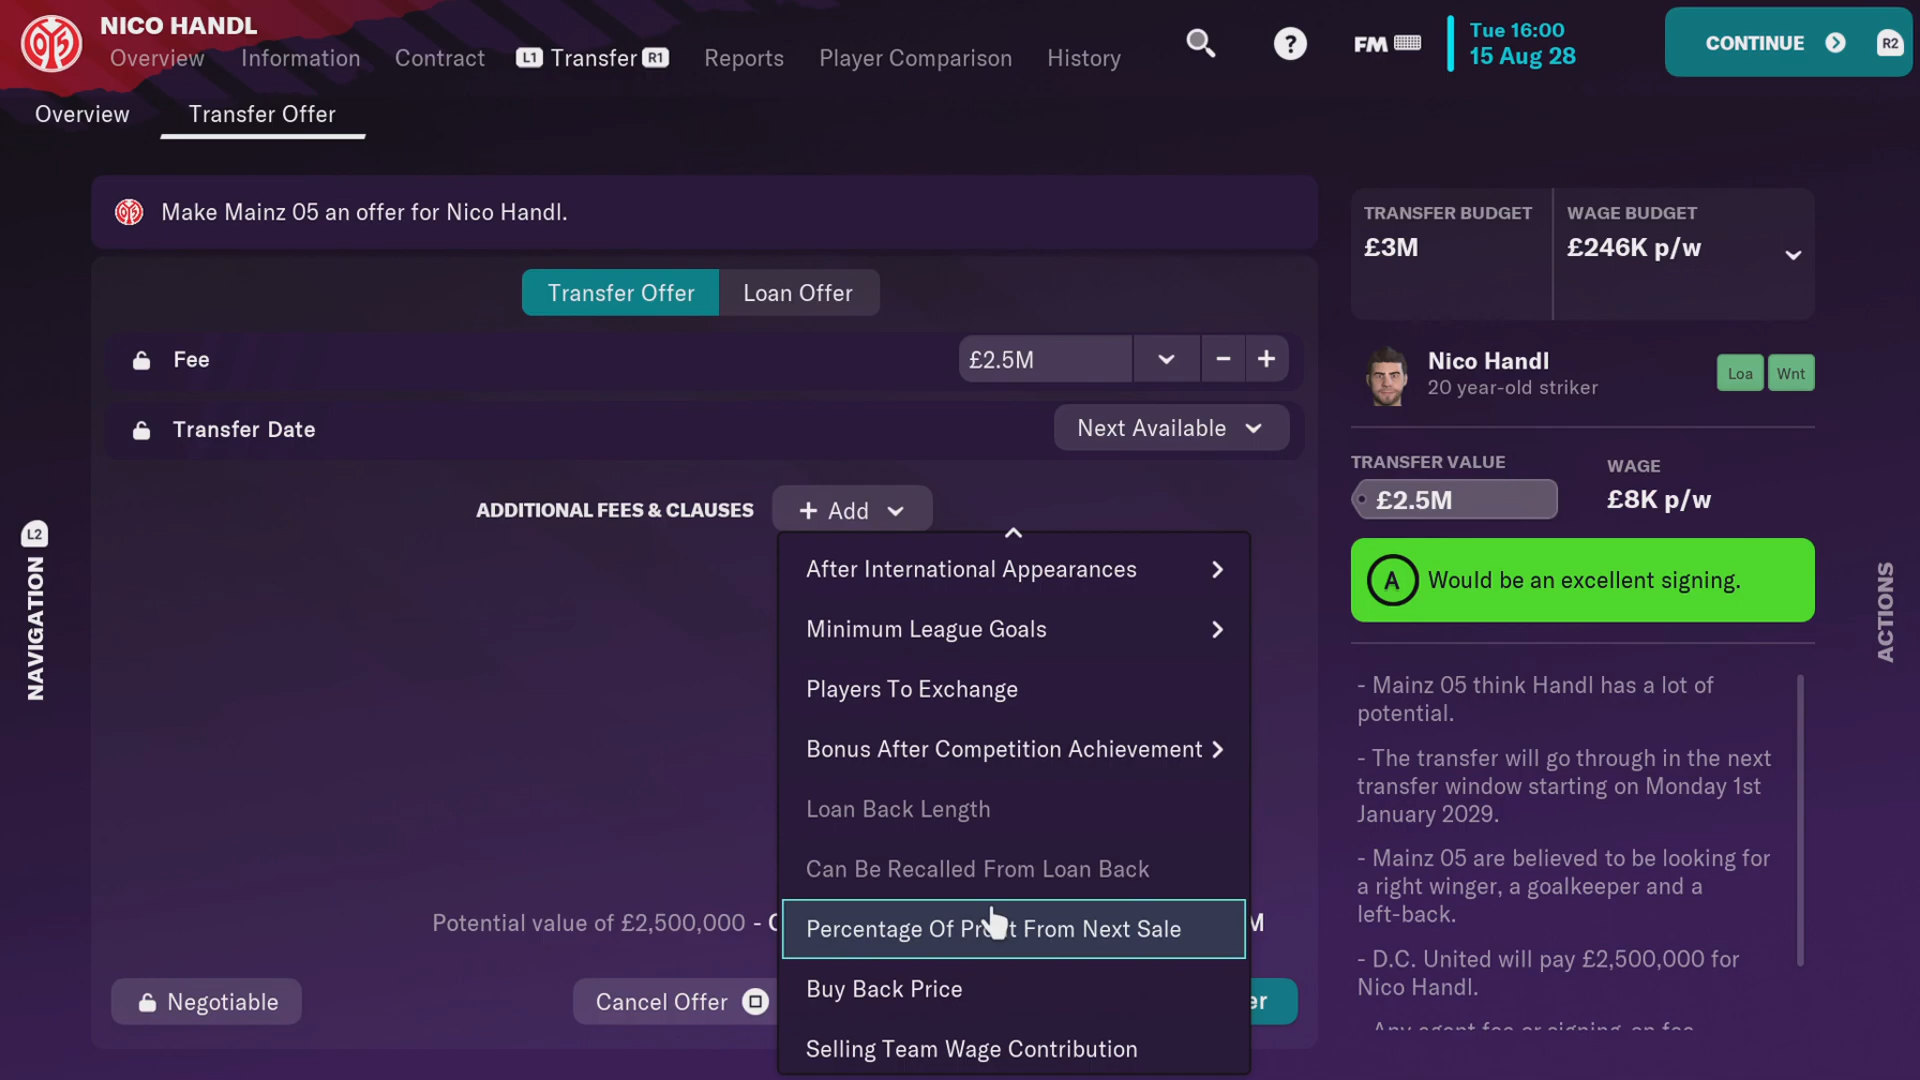 NICO HANDL
Overview Information Contract L1 Transfer R1 Reports Player Comparison History
? FM Tue 16:00
15 Aug 28
CONTINUE R2
Overview Transfer Offer
Make Mainz 05 an offer for Nico Handl.
Transfer Offer Loan Offer
Fee £2.5M
Transfer Date Next Available
ADDITIONAL FEES & CLAUSES + Add
After International Appearances
Minimum League Goals
Players To Exchange
Bonus After Competition Achievement
Loan Back Length
Can Be Recalled From Loan Back
Percentage Of Profit From Next Sale
Buy Back Price
Selling Team Wage Contribution
Potential value of £2,500,000 -
Negotiable Cancel Offer
TRANSFER BUDGET WAGE BUDGET
£3M £246K p/w
Nico Handl
20 year-old striker
Loa Wnt
TRANSFER VALUE WAGE
£2.5M £8K p/w
A Would be an excellent signing.
- Mainz 05 think Handl has a lot of
potential.
- The transfer will go through in the next
transfer window starting on Monday 1st
January 2029.
- Mainz 05 are believed to be looking for
a right winger, a goalkeeper and a
left-back.
- D.C. United will pay £2,500,000 for
Nico Handl.
- Any agent fee or signing-on fee
L2
NAVIGATION
ACTIONS